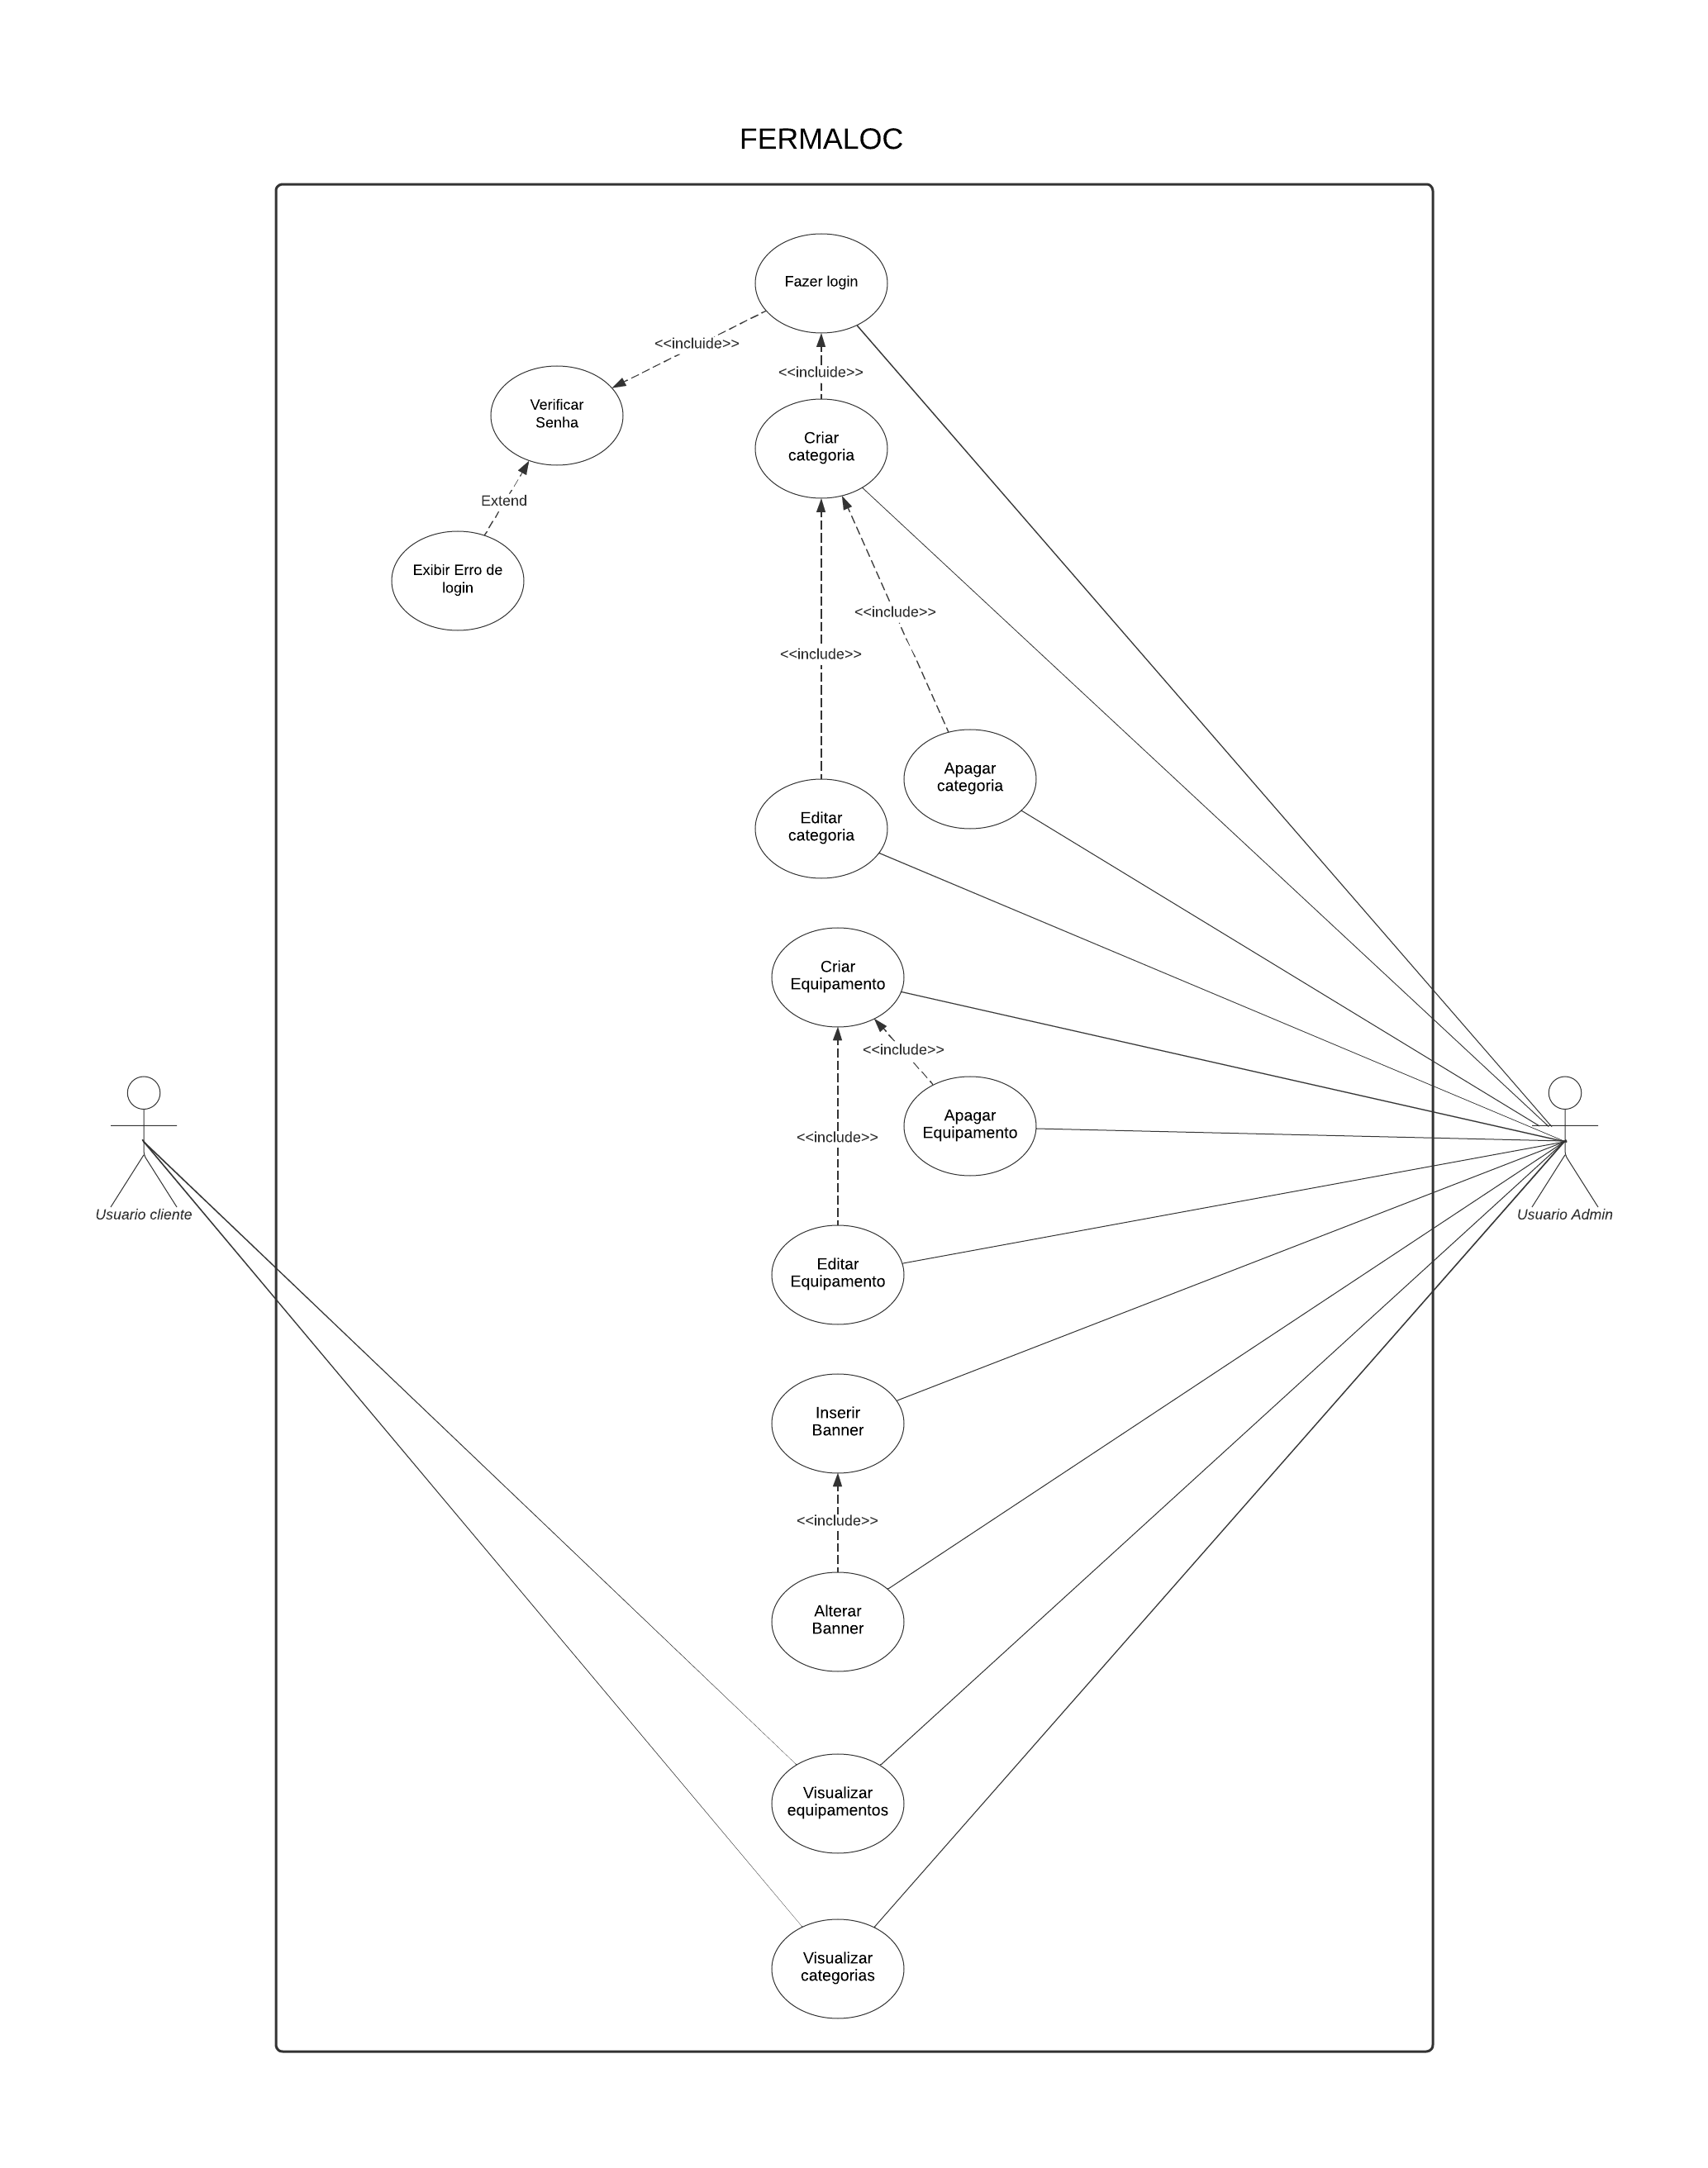 FERMALOC
Fazer login
<<incluide>>
<<incluide>>
Verificar
Senha
Criar
categoria
Extend
Exibir Erro de
login
<<include>>
<<include>>
Apagar
categoria
Editar
categoria
Criar
Equipamento
<<include>>
Apagar
Equipamento
<<include>>
Usuario cliente
Usuario Admin
Editar
Equipamento
Inserir
Banner
<<include>>
Alterar
Banner
Visualizar
equipamentos
Visualizar
categorias